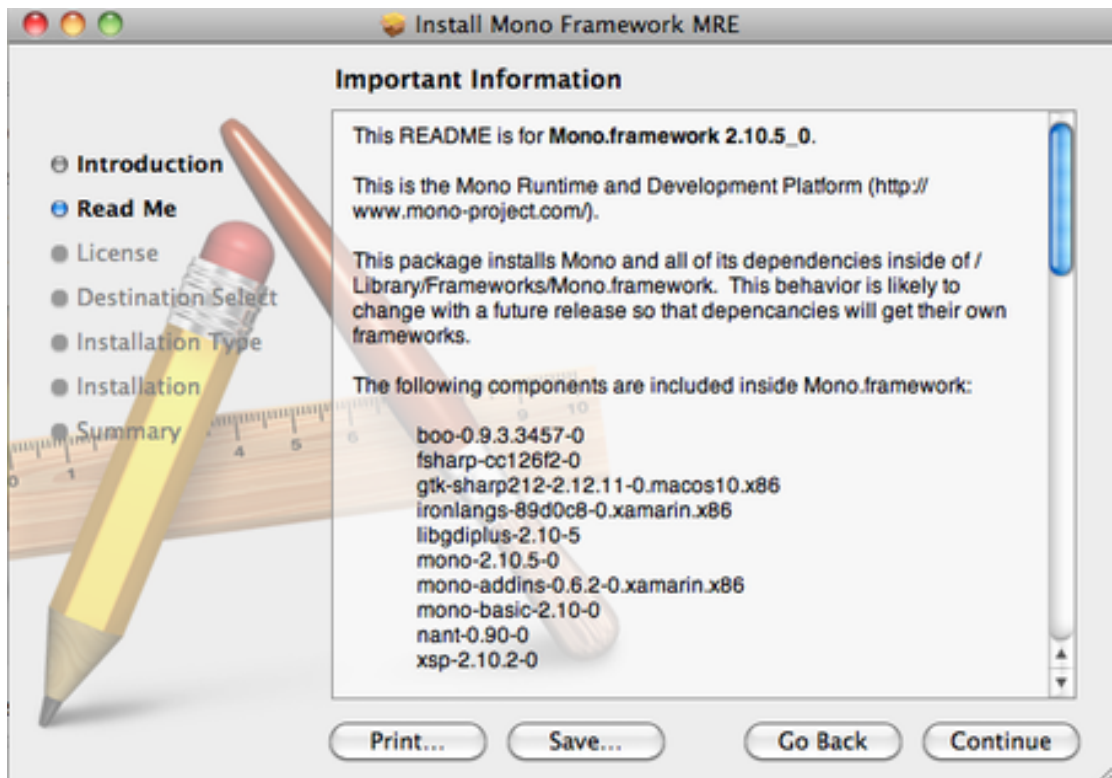 Install Mono Framework MRE
Important Information
Introduction
Read Me
License
Destination Select
Installation Type
Installation
Summary
0 1 4 5 6 9 10
This README is for Mono.framework 2.10.5_0.
This is the Mono Runtime and Development Platform (http://
www.mono-project.com/).
This package installs Mono and all of its dependencies inside of /
Library/Frameworks/Mono.framework.  This behavior is likely to
change with a future release so that depencancies will get their own
frameworks.
The following components are included inside Mono.framework:
boo-0.9.3.3457-0
fsharp-cc126f2-0
gtk-sharp212-2.12.11-0.macos10.x86
ironlangs-89d0c8-0.xamarin.x86
libgdiplus-2.10-5
mono-2.10.5-0
mono-addins-0.6.2-0.xamarin.x86
mono-basic-2.10-0
nant-0.90-0
xsp-2.10.2-0
Print...
Save...
Go Back
Continue